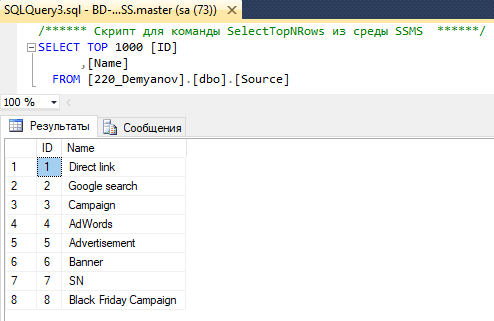 SQLQuery3.sql - BD-...SS.master (sa (73))
/****** Скрипт для команды SelectTopNRows из среды SSMS  ******/
SELECT TOP 1000 [ID]
,[Name]
FROM [220_Demyanov].[dbo].[Source]
100 %
Результаты Сообщения
ID Name
1 1 Direct link
2 2 Google search
3 3 Campaign
4 4 AdWords
5 5 Advertisement
6 6 Banner
7 7 SN
8 8 Black Friday Campaign